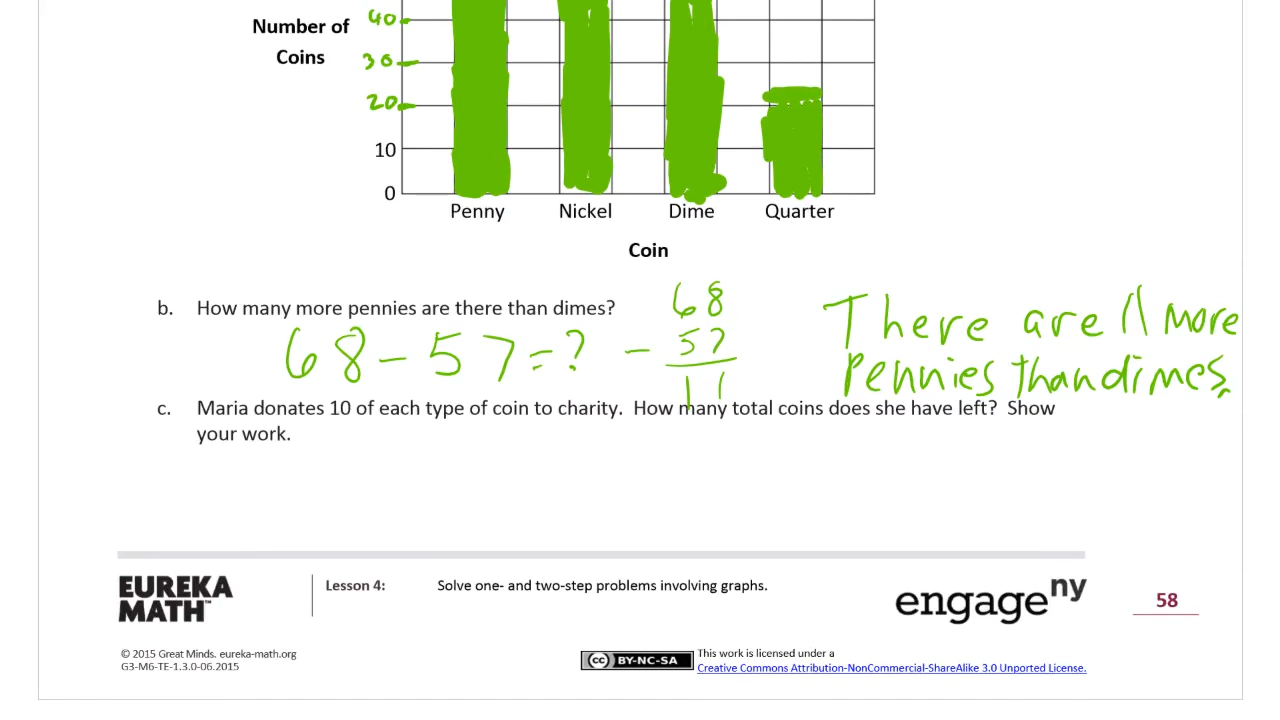 40
Number of
Coins
30
20
10
0
Penny Nickel Dime Quarter
Coin
b. How many more pennies are there than dimes?
68 - 57 = ?
68
- 57
11
There are 11 more
Pennies than dimes.
c. Maria donates 10 of each type of coin to charity. How many total coins does she have left? Show
your work.
EUREKA
MATH™
Lesson 4: Solve one- and two-step problems involving graphs.
engage ny
58
© 2015 Great Minds. eureka-math.org
G3-M6-TE-1.3.0-06.2015
cc BY-NC-SA
This work is licensed under a
Creative Commons Attribution-NonCommercial-ShareAlike 3.0 Unported License.